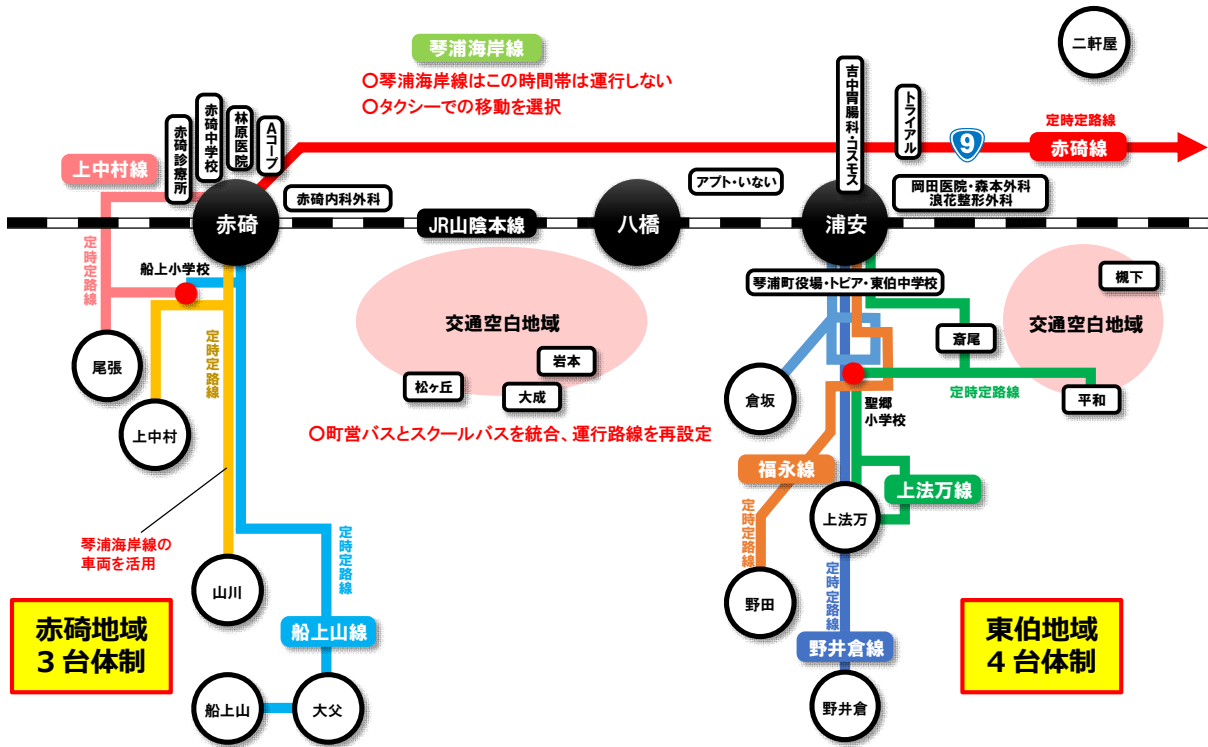 琴浦海岸線
〇琴浦海岸線はこの時間帯は運行しない
〇タクシーでの移動を選択
二軒屋
赤碕診療所
赤碕中学校
林原医院
Aコープ
吉中胃腸科・コスモス
トライアル
9
定時定路線
赤碕線
上中村線
赤碕内科外科
アプト・いない
岡田医院・森本外科
浪花整形外科
赤碕
JR山陰本線
八橋
浦安
定時定路線
船上小学校
琴浦町役場・トピア・東伯中学校
槻下
交通空白地域
交通空白地域
定時定路線
定時定路線
斎尾
尾張
岩本
松ヶ丘
大成
倉坂
定時定路線
平和
上中村
〇町営バスとスクールバスを統合、運行路線を再設定
聖郷
小学校
福永線
上法万線
上法万
琴浦海岸線の
車両を活用
定時定路線
定時定路線
山川
野田
赤碕地域
3台体制
船上山線
野井倉線
東伯地域
4台体制
船上山
大父
野井倉